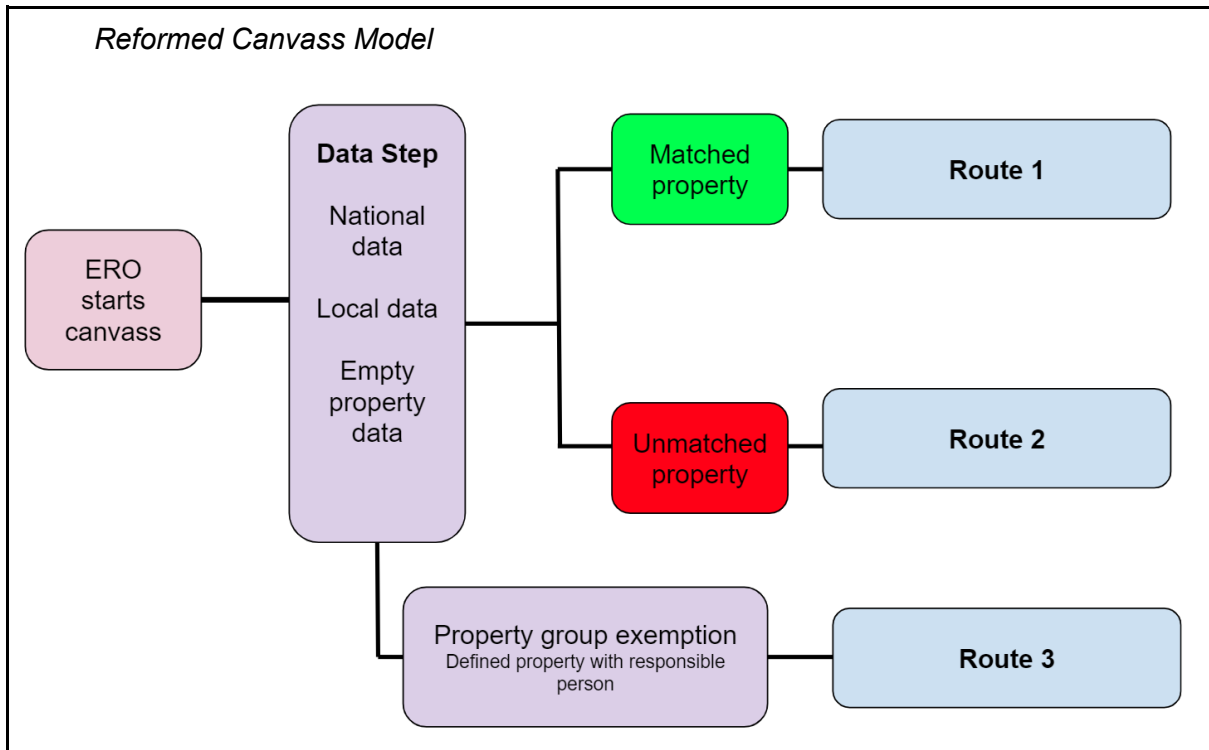 Reformed Canvass Model
ERO
starts
canvass
Data Step
National
data
Local data
Empty
property
data
Matched
property
Route 1
Unmatched
property
Route 2
Property group exemption
Defined property with responsible
person
Route 3